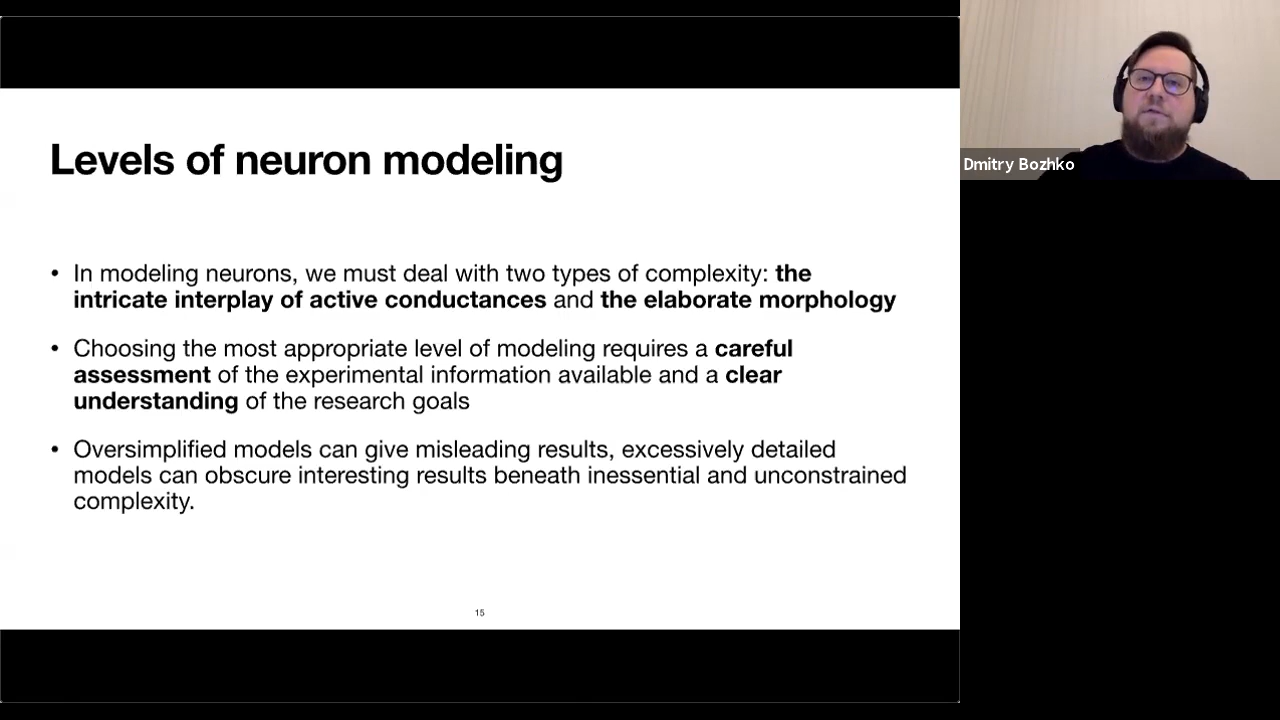 Levels of neuron modeling
• In modeling neurons, we must deal with two types of complexity: the
intricate interplay of active conductances and the elaborate morphology
• Choosing the most appropriate level of modeling requires a careful
assessment of the experimental information available and a clear
understanding of the research goals
• Oversimplified models can give misleading results, excessively detailed
models can obscure interesting results beneath inessential and unconstrained
complexity.
15
Dmitry Bozhko